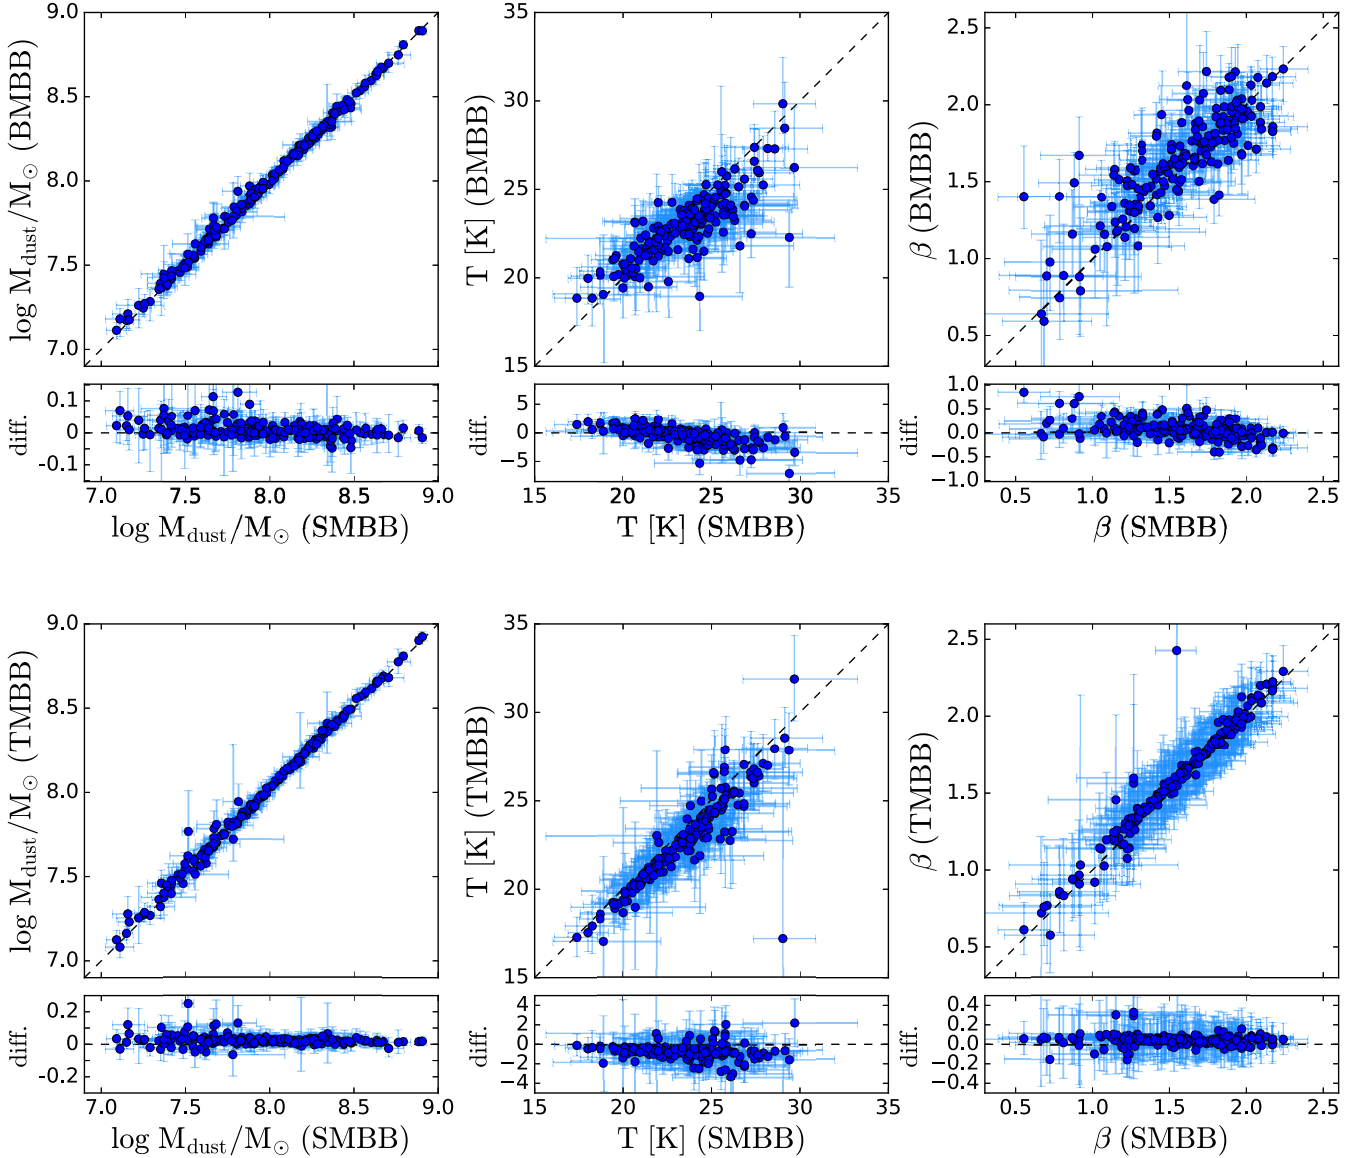 9.0
8.5
8.0
7.5
7.0
log M_dust/M_⊙ (BMBB)
0.1
0
-0.1
diff.
7.0 7.5 8.0 8.5 9.0
log M_dust/M_⊙ (SMBB)
35
30
25
20
15
T [K] (BMBB)
5
0
−5
diff.
15 20 25 30 35
T [K] (SMBB)
2.5
2.0
1.5
1.0
0.5
β (BMBB)
1.0
0.5
0.0
−0.5
−1.0
diff.
0.5 1.0 1.5 2.0 2.5
β (SMBB)
9.0
8.5
8.0
7.5
7.0
log M_dust/M_⊙ (TMBB)
0.2
0
-0.2
diff.
7.0 7.5 8.0 8.5 9.0
log M_dust/M_⊙ (SMBB)
35
30
25
20
15
T [K] (TMBB)
4
2
0
−2
−4
diff.
15 20 25 30 35
T [K] (SMBB)
2.5
2.0
1.5
1.0
0.5
β (TMBB)
0.4
0.2
0.0
−0.2
−0.4
diff.
0.5 1.0 1.5 2.0 2.5
β (SMBB)